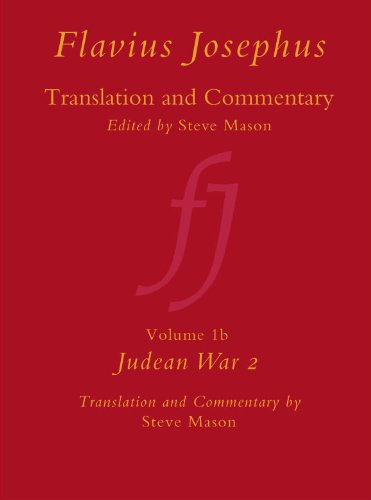 Flavius Josephus
Translation and Commentary
Edited by Steve Mason
fj
Volume 1b
Judean War 2
Translation and Commentary by
Steve Mason